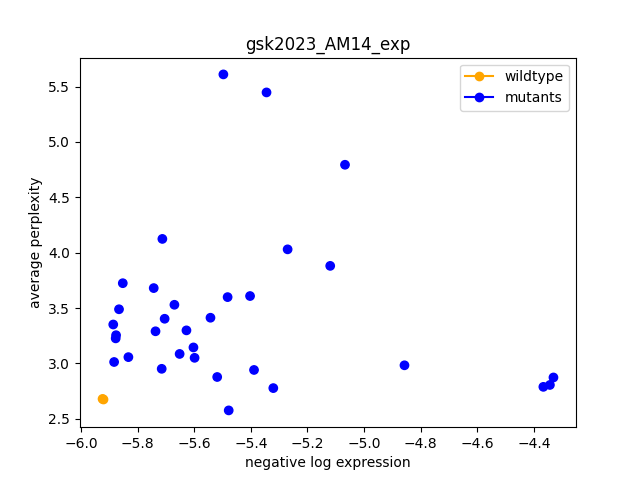 gsk2023_AM14_exp
wildtype
mutants
5.5
5.0
4.5
4.0
3.5
3.0
2.5
average perplexity
−6.0 −5.8 −5.6 −5.4 −5.2 −5.0 −4.8 −4.6 −4.4
negative log expression